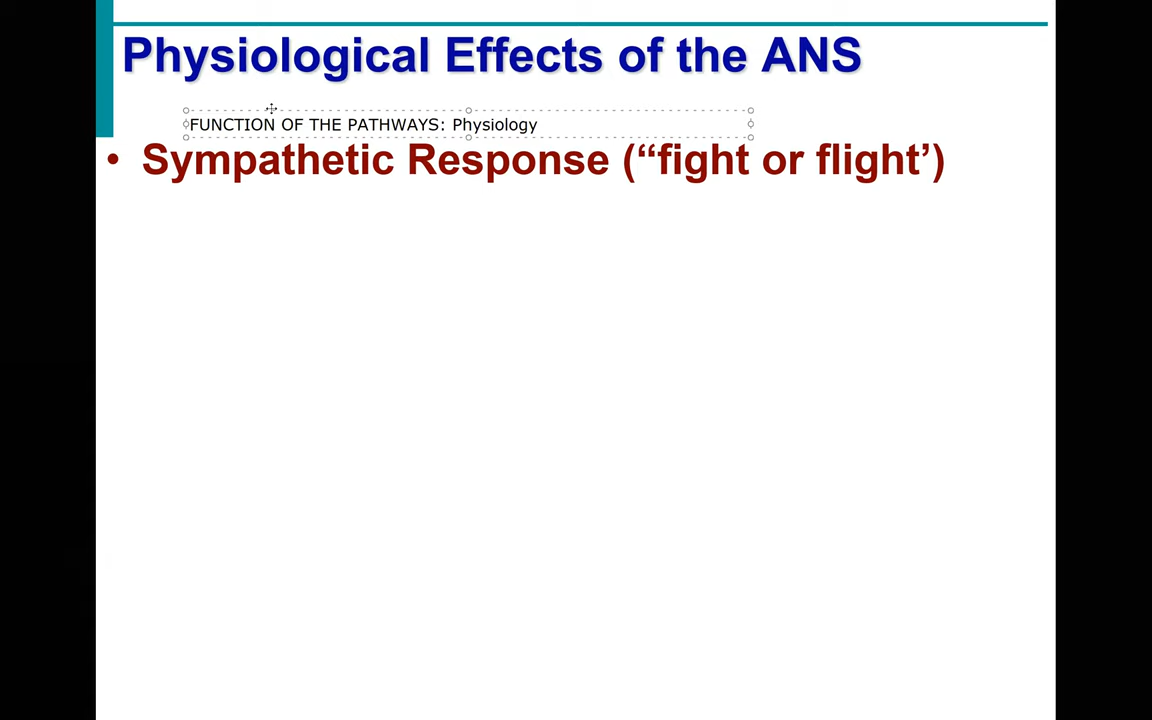 Physiological Effects of the ANS
FUNCTION OF THE PATHWAYS: Physiology
• Sympathetic Response (“fight or flight’)